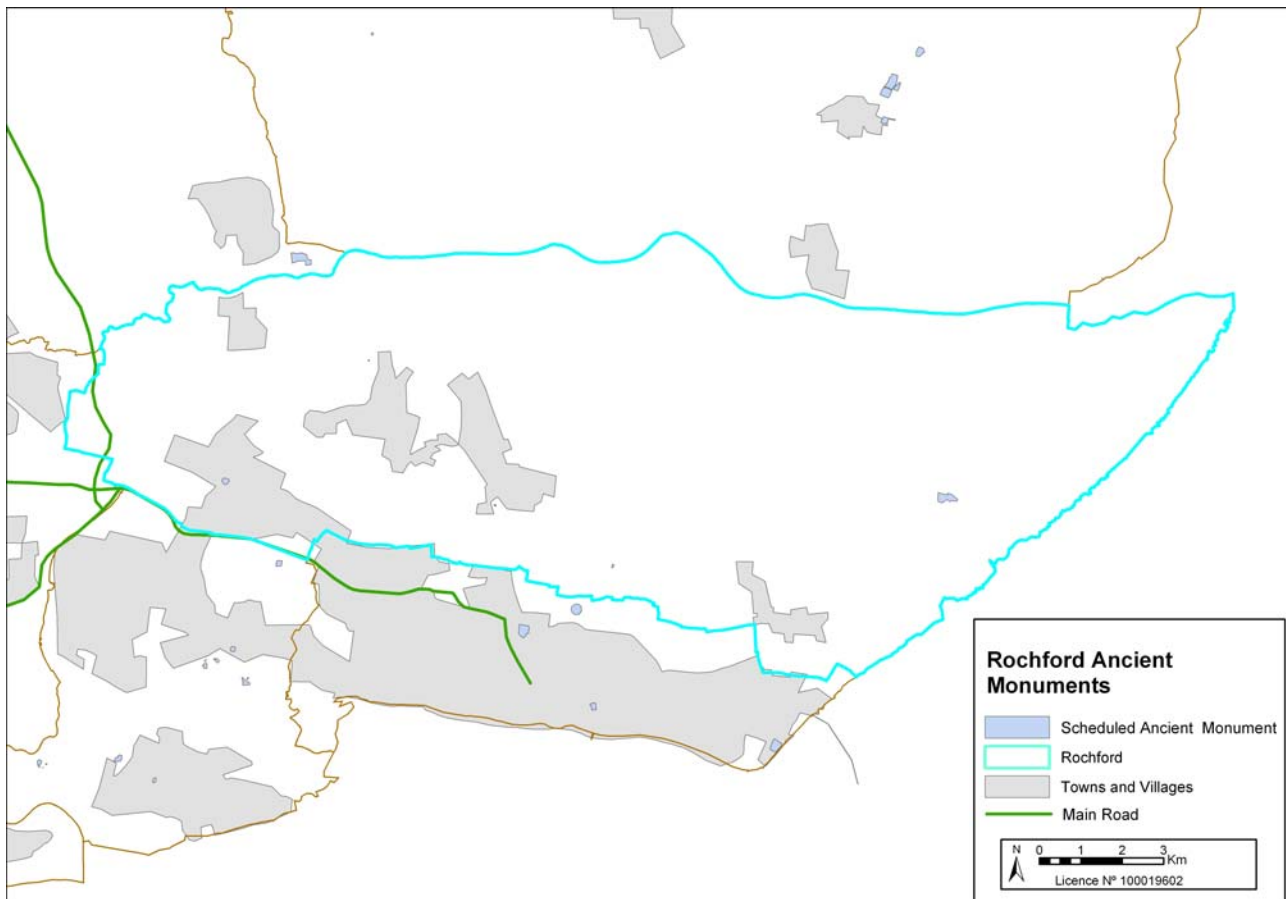 Rochford Ancient
Monuments
Scheduled Ancient Monument
Rochford
Towns and Villages
Main Road
N 0 1 2 3
Km
Licence Nº 100019602